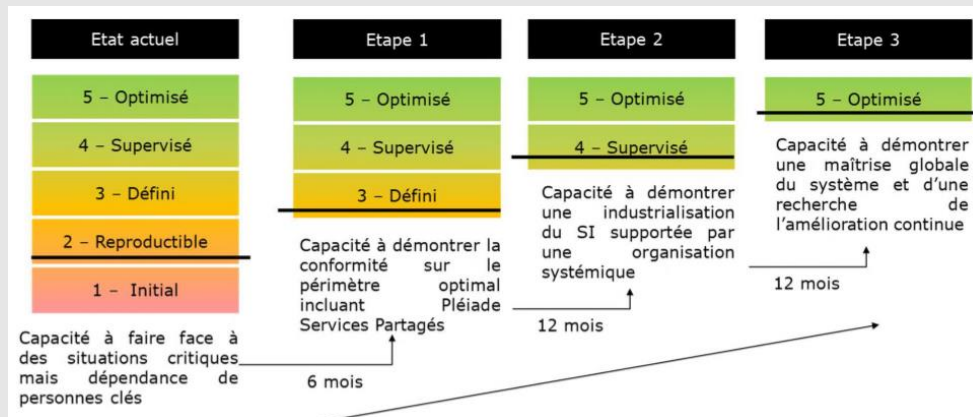 Etat actuel
5 – Optimisé
4 – Supervisé
3 – Défini
2 – Reproductible
1 – Initial
Capacité à faire face à
des situations critiques
mais dépendance de
personnes clés
6 mois
Etape 1
5 – Optimisé
4 – Supervisé
3 – Défini
Capacité à démontrer la
conformité sur le
périmètre optimal
incluant Pléiade
Services Partagés
12 mois
Etape 2
5 – Optimisé
4 – Supervisé
Capacité à démontrer
une industrialisation
du SI supportée par
une organisation
systémique
12 mois
Etape 3
5 – Optimisé
Capacité à démontrer
une maîtrise globale
du système et d'une
recherche de
l'amélioration continue